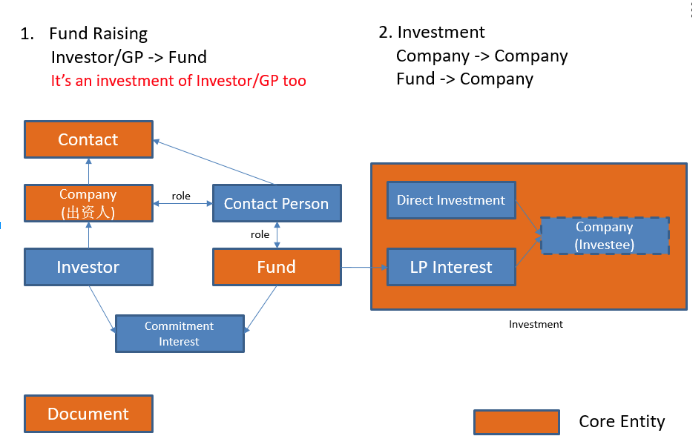 1. Fund Raising
Investor/GP -> Fund
It's an investment of Investor/GP too
2. Investment
Company -> Company
Fund -> Company
Contact
Company
(出资人)
role
Contact Person
role
Investor
Fund
Commitment
Interest
Direct Investment
LP Interest
Company
(Investee)
Investment
Document
Core Entity